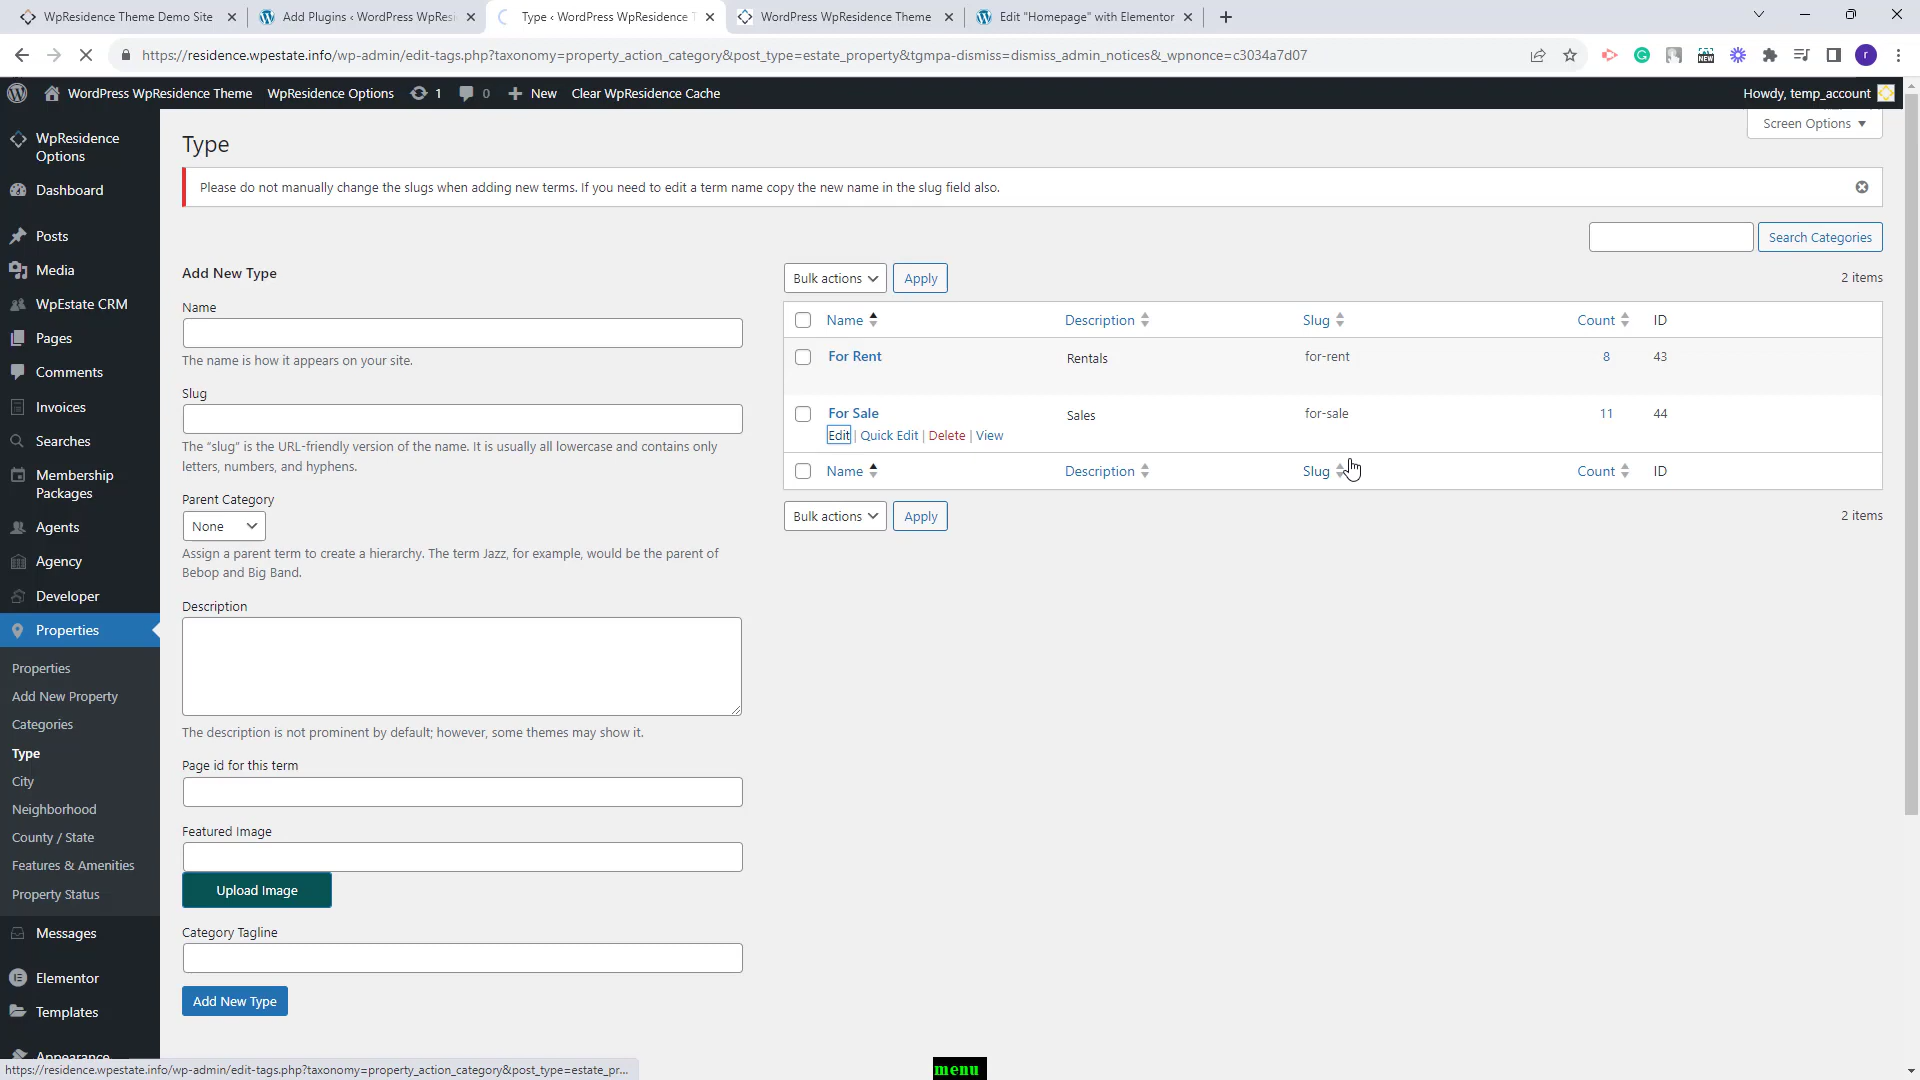 WpResidence Theme Demo Site
Add Plugins ‹ WordPress WpResi
Type ‹ WordPress WpResidence T
WordPress WpResidence Theme
Edit "Homepage" with Elementor
https://residence.wpestate.info/wp-admin/edit-tags.php?taxonomy=property_action_category&post_type=estate_property&tgmpa-dismiss=dismiss_admin_notices&_wpnonce=c3034a7d07
NEW
r
WordPress WpResidence Theme
WpResidence Options
1
0
New
Clear WpResidence Cache
Howdy, temp_account
WpResidence Options
Dashboard
Posts
Media
WpEstate CRM
Pages
Comments
Invoices
Searches
Membership Packages
Agents
Agency
Developer
Properties
Properties
Add New Property
Categories
Type
City
Neighborhood
County / State
Features & Amenities
Property Status
Messages
Elementor
Templates
Appearance
Screen Options
Type
Please do not manually change the slugs when adding new terms. If you need to edit a term name copy the new name in the slug field also.
Search Categories
Add New Type
Name
The name is how it appears on your site.
Slug
The “slug” is the URL-friendly version of the name. It is usually all lowercase and contains only
letters, numbers, and hyphens.
Parent Category
None
Assign a parent term to create a hierarchy. The term Jazz, for example, would be the parent of
Bebop and Big Band.
Description
The description is not prominent by default; however, some themes may show it.
Page id for this term
Featured Image
Upload Image
Category Tagline
Add New Type
Bulk actions
Apply
2 items
Name Description Slug Count ID
For Rent Rentals for-rent 8 43
For Sale Sales for-sale 11 44
Edit | Quick Edit | Delete | View
Name Description Slug Count ID
Bulk actions
Apply
2 items
https://residence.wpestate.info/wp-admin/edit-tags.php?taxonomy=property_action_category&post_type=estate_pr...
menu